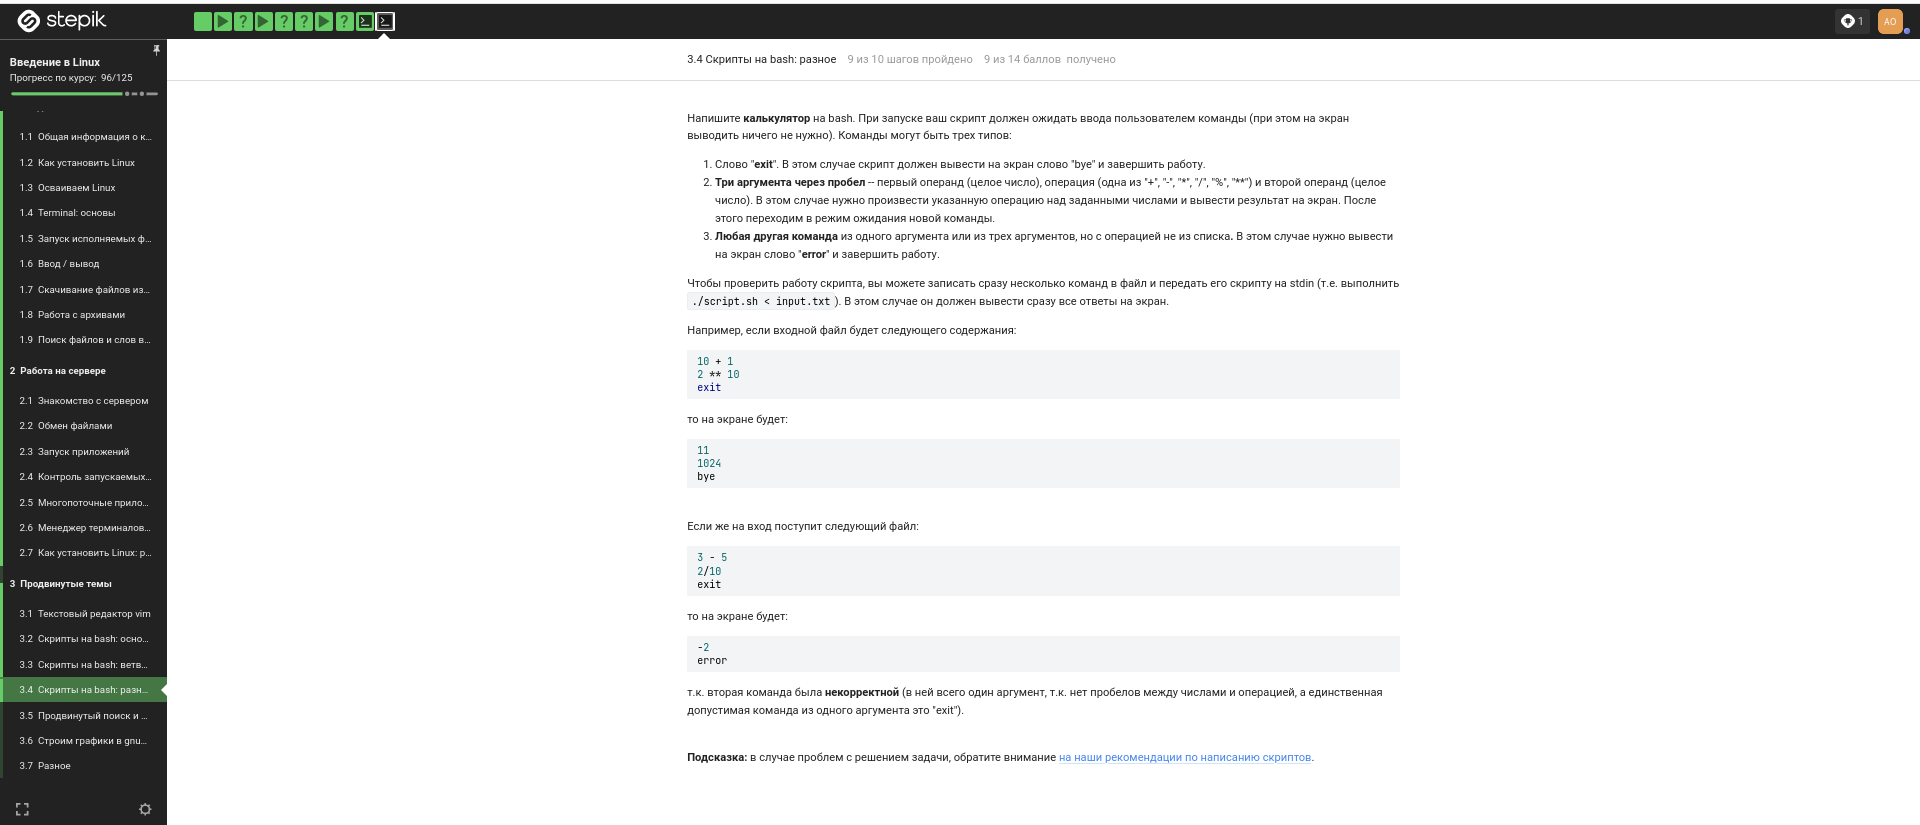 stepik
1
AO
Введение в Linux
Прогресс по курсу: 96/125
1.1 Общая информация о к...
1.2 Как установить Linux
1.3 Осваиваем Linux
1.4 Terminal: основы
1.5 Запуск исполняемых ф...
1.6 Ввод / вывод
1.7 Скачивание файлов из...
1.8 Работа с архивами
1.9 Поиск файлов и слов в...
2 Работа на сервере
2.1 Знакомство с сервером
2.2 Обмен файлами
2.3 Запуск приложений
2.4 Контроль запускаемых...
2.5 Многопоточные прило...
2.6 Менеджер терминалов...
2.7 Как установить Linux: р...
3 Продвинутые темы
3.1 Текстовый редактор vim
3.2 Скрипты на bash: осно...
3.3 Скрипты на bash: ветв...
3.4 Скрипты на bash: разн...
3.5 Продвинутый поиск и ...
3.6 Строим графики в gnu...
3.7 Разное
3.4 Скрипты на bash: разное 9 из 10 шагов пройдено 9 из 14 баллов получено
Напишите калькулятор на bash. При запуске ваш скрипт должен ожидать ввода пользователем команды (при этом на экран
выводить ничего не нужно). Команды могут быть трех типов:
1. Слово "exit". В этом случае скрипт должен вывести на экран слово "bye" и завершить работу.
2. Три аргумента через пробел -- первый операнд (целое число), операция (одна из "+", "-", "*", "/", "%", "**") и второй операнд (целое
число). В этом случае нужно произвести указанную операцию над заданными числами и вывести результат на экран. После
этого переходим в режим ожидания новой команды.
3. Любая другая команда из одного аргумента или из трех аргументов, но с операцией не из списка. В этом случае нужно вывести
на экран слово "error" и завершить работу.
Чтобы проверить работу скрипта, вы можете записать сразу несколько команд в файл и передать его скрипту на stdin (т.е. выполнить
./script.sh < input.txt ). В этом случае он должен вывести сразу все ответы на экран.
Например, если входной файл будет следующего содержания:
10 + 1
2 ** 10
exit
то на экране будет:
11
1024
bye
Если же на вход поступит следующий файл:
3 - 5
2/10
exit
то на экране будет:
-2
error
т.к. вторая команда была некорректной (в ней всего один аргумент, т.к. нет пробелов между числами и операцией, а единственная
допустимая команда из одного аргумента это "exit").
Подсказка: в случае проблем с решением задачи, обратите внимание на наши рекомендации по написанию скриптов.